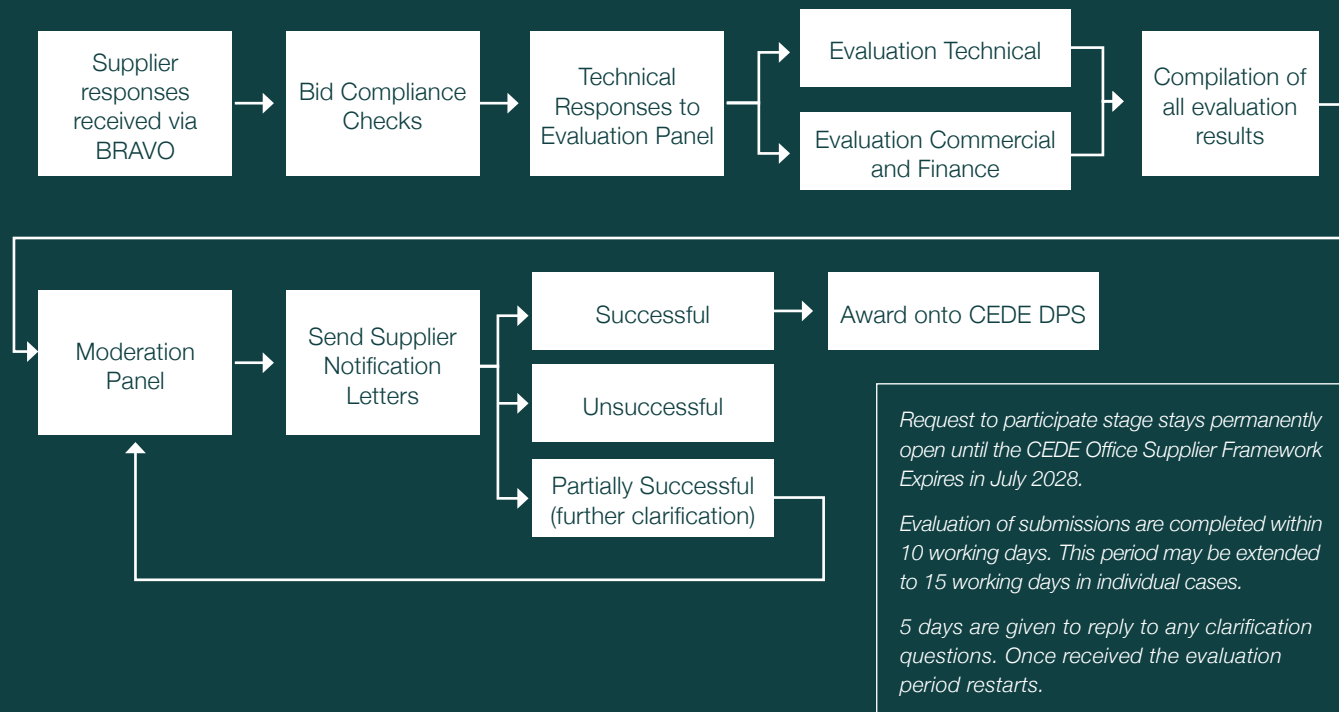 Supplier
responses
received via
BRAVO
Bid Compliance
Checks
Technical
Responses to
Evaluation Panel
Evaluation Technical
Evaluation Commercial
and Finance
Compilation of
all evaluation
results
Moderation
Panel
Send Supplier
Notification
Letters
Successful
Award onto CEDE DPS
Unsuccessful
Partially Successful
(further clarification)
Request to participate stage stays permanently
open until the CEDE Office Supplier Framework
Expires in July 2028.
Evaluation of submissions are completed within
10 working days. This period may be extended
to 15 working days in individual cases.
5 days are given to reply to any clarification
questions. Once received the evaluation
period restarts.